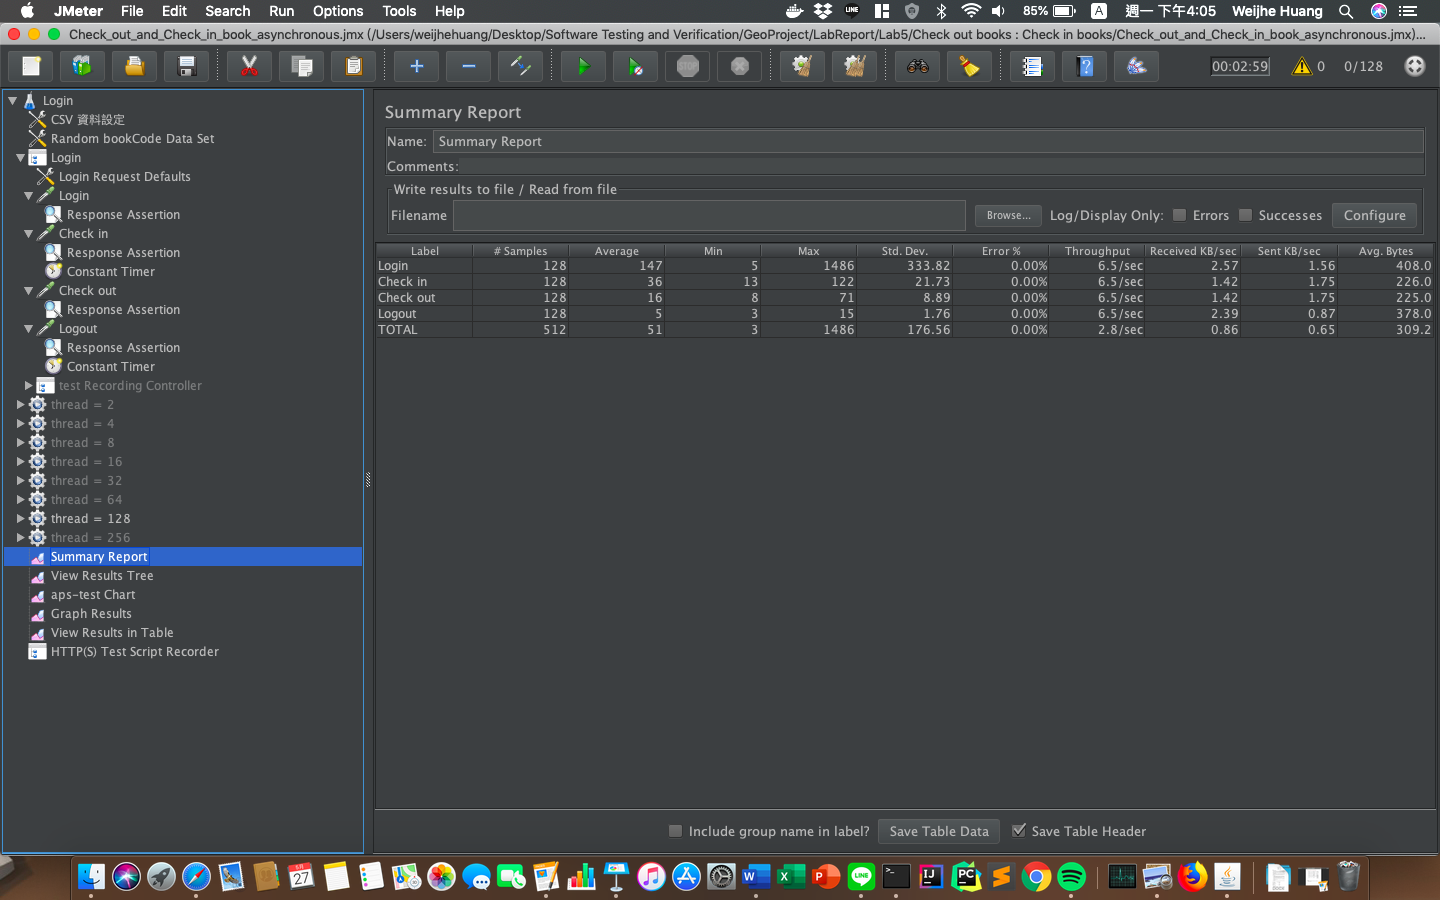 JMeter File Edit Search Run Options Tools Help 85% A 週一 下午4:05 Weijhe Huang
Check_out_and_Check_in_book_asynchronous.jmx (/Users/weijhehuang/Desktop/Software Testing and Verification/GeoProject/LabReport/Lab5/Check out books : Check in books/Check_out_and_Check_in_book_asynchronous.jmx)...
STOP 00:02:59 0 0/128
Login
CSV 資料設定
Random bookCode Data Set
Login
Login Request Defaults
Login
Response Assertion
Check in
Response Assertion
Constant Timer
Check out
Response Assertion
Logout
Response Assertion
Constant Timer
test Recording Controller
thread = 2
thread = 4
thread = 8
thread = 16
thread = 32
thread = 64
thread = 128
thread = 256
Summary Report
View Results Tree
aps-test Chart
Graph Results
View Results in Table
HTTP(S) Test Script Recorder
Summary Report
Name: Summary Report
Comments:
Write results to file / Read from file
Filename Browse... Log/Display Only: Errors Successes Configure
Label # Samples Average Min Max Std. Dev. Error % Throughput Received KB/sec Sent KB/sec Avg. Bytes
Login 128 147 5 1486 333.82 0.00% 6.5/sec 2.57 1.56 408.0
Check in 128 36 13 122 21.73 0.00% 6.5/sec 1.42 1.75 226.0
Check out 128 16 8 71 8.89 0.00% 6.5/sec 1.42 1.75 225.0
Logout 128 5 3 15 1.76 0.00% 6.5/sec 2.39 0.87 378.0
TOTAL 512 51 3 1486 176.56 0.00% 2.8/sec 0.86 0.65 309.2
Include group name in label? Save Table Data Save Table Header
27 W X P LINE IJ PC